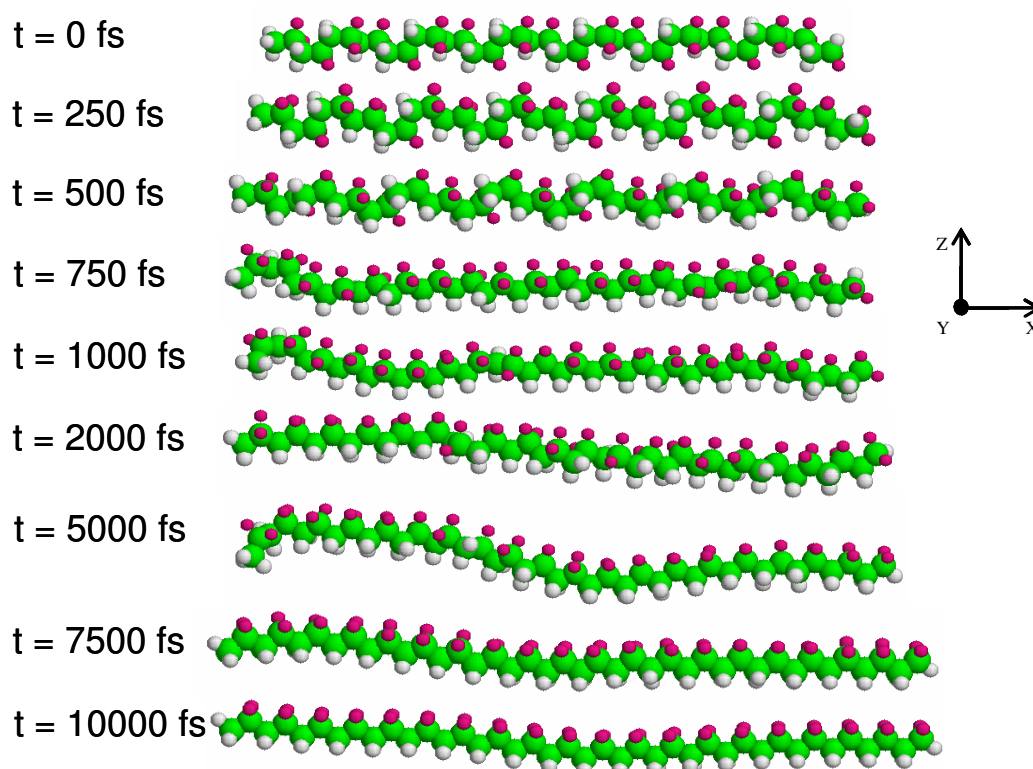 t = 0 fs
t = 250 fs
t = 500 fs
t = 750 fs
Z
Y X
t = 1000 fs
t = 2000 fs
t = 5000 fs
t = 7500 fs
t = 10000 fs